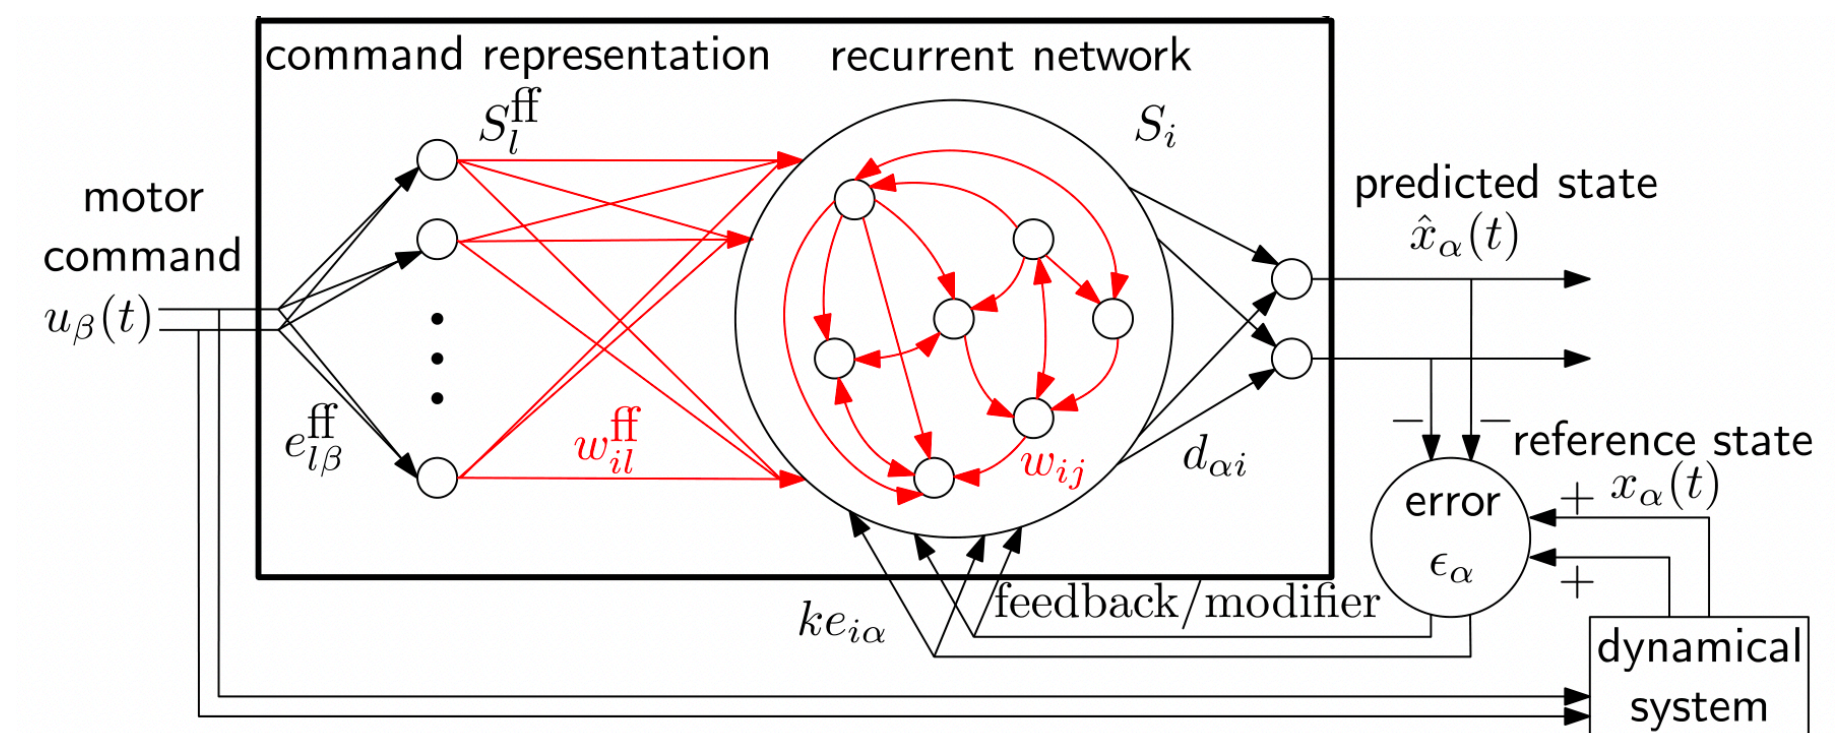 command representation
recurrent network
S_l^ff
S_i
motor
command
u_β(t)
predicted state
x̂_α(t)
e_lβ^ff
w_il^ff
w_ij
d_αi
−
−
reference state
x_α(t)
+
error
ϵ_α
+
feedback/modifier
ke_iα
dynamical
system